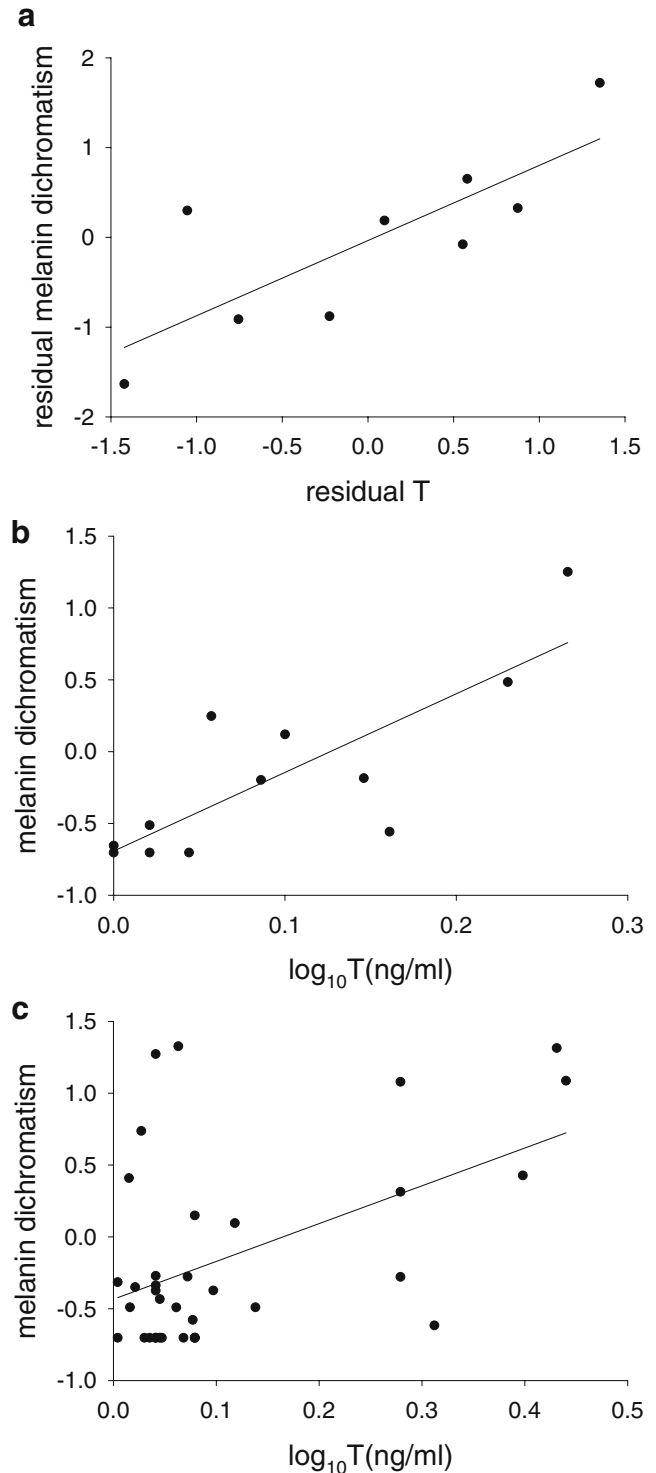 a
residual melanin dichromatism
2
1
0
-1
-2
-1.5 -1.0 -0.5 0.0 0.5 1.0 1.5
residual T
b
melanin dichromatism
1.5
1.0
0.5
0.0
-0.5
-1.0
0.0 0.1 0.2 0.3
log₁₀T(ng/ml)
c
melanin dichromatism
1.5
1.0
0.5
0.0
-0.5
-1.0
0.0 0.1 0.2 0.3 0.4 0.5
log₁₀T(ng/ml)